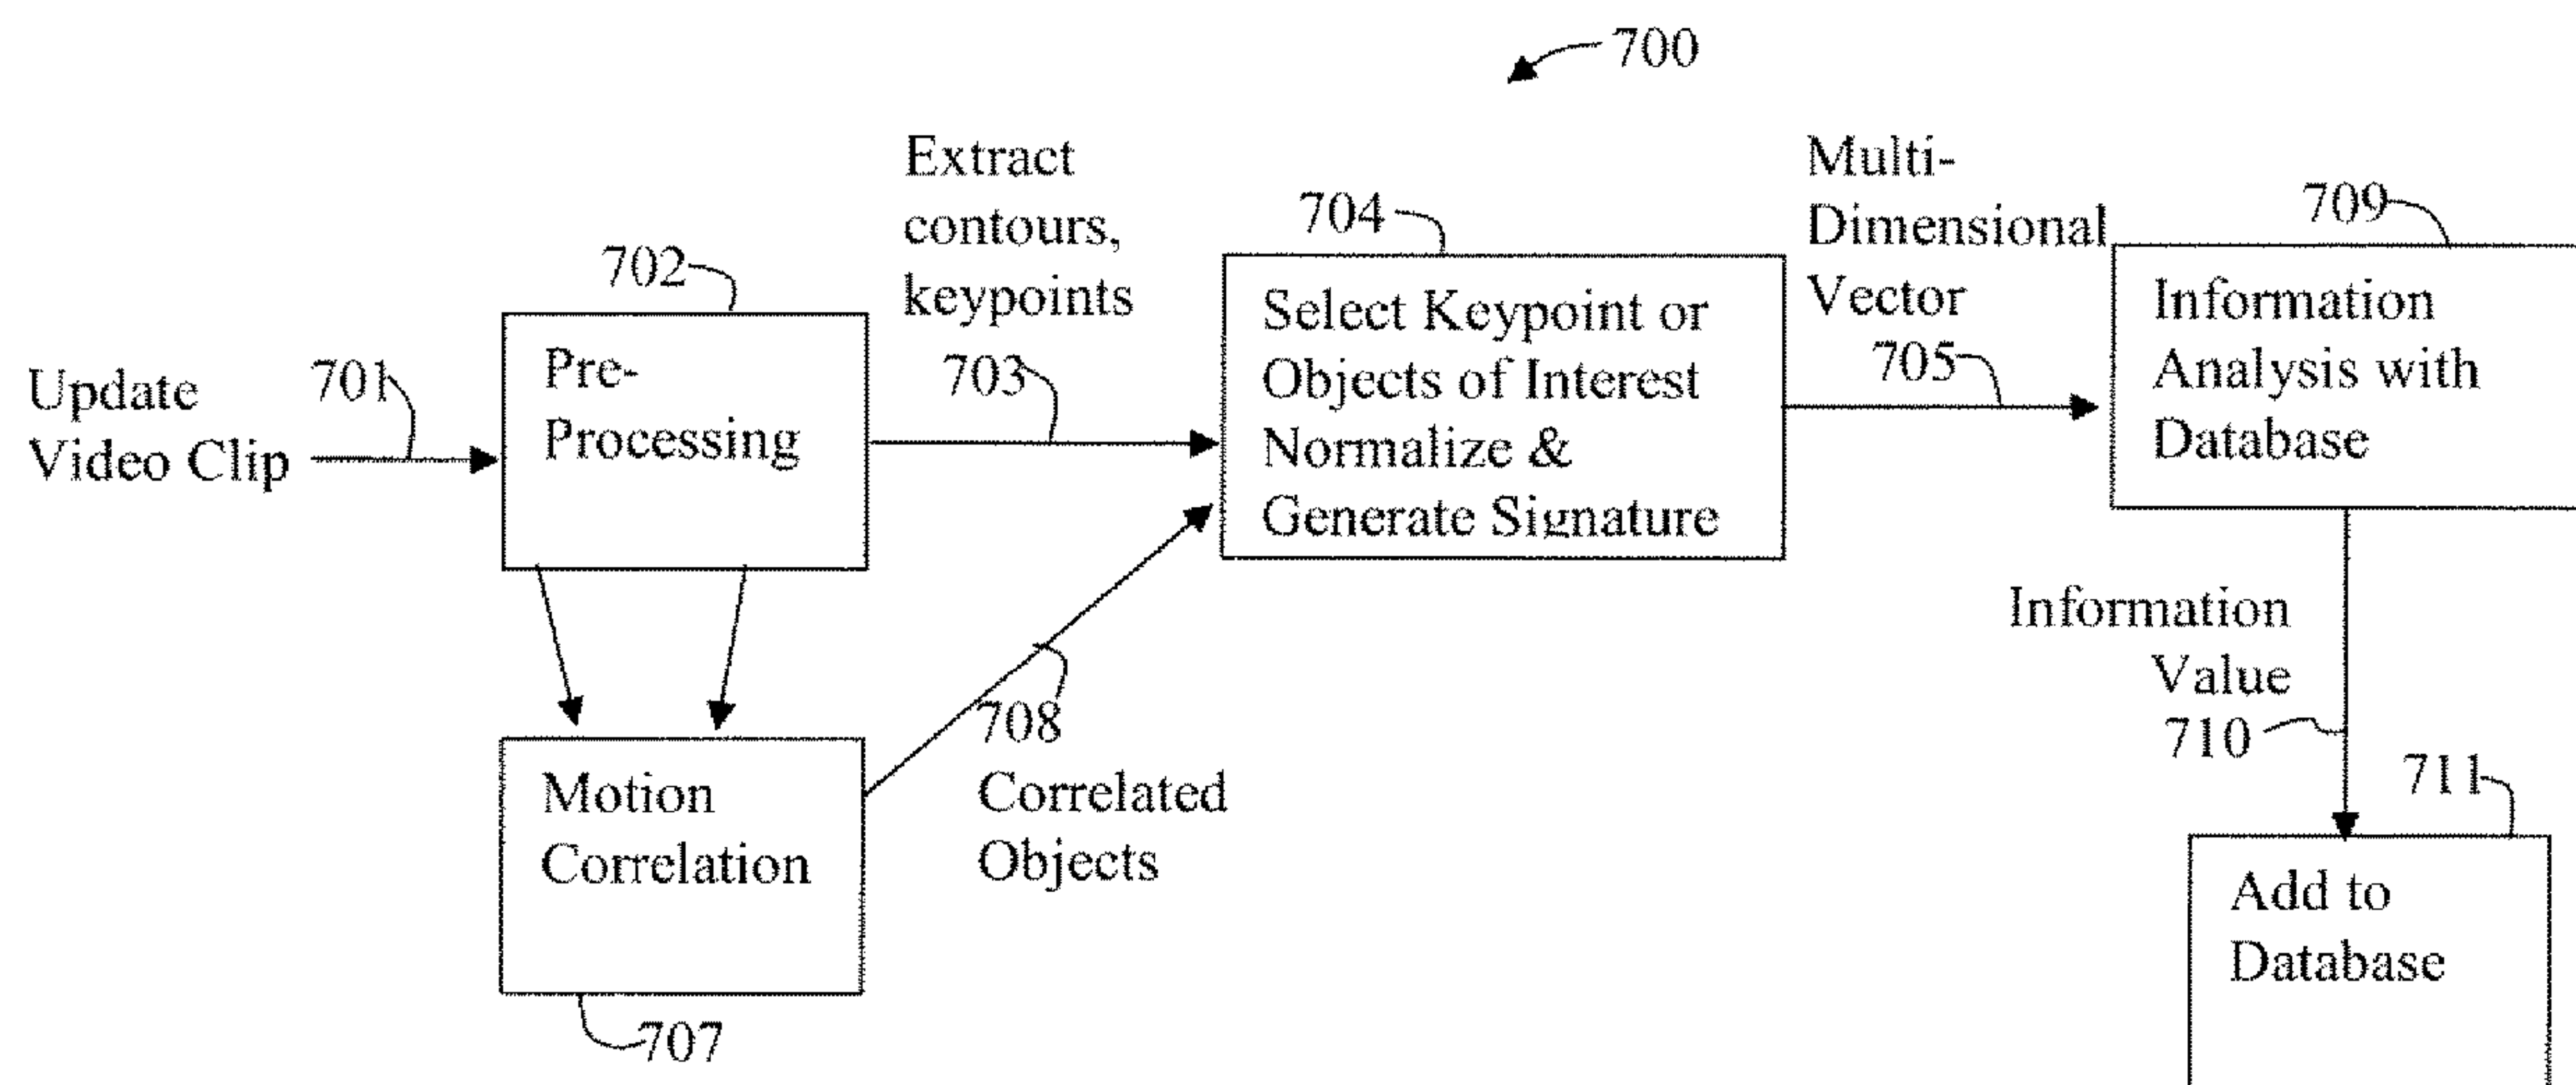 700
Update
Video Clip
701
702
Pre-
Processing
Extract
contours,
keypoints
703
704
Select Keypoint or
Objects of Interest
Normalize &
Generate Signature
Multi-
Dimensional
Vector
705
709
Information
Analysis with
Database
Motion
Correlation
707
708
Correlated
Objects
Information
Value
710
711
Add to
Database